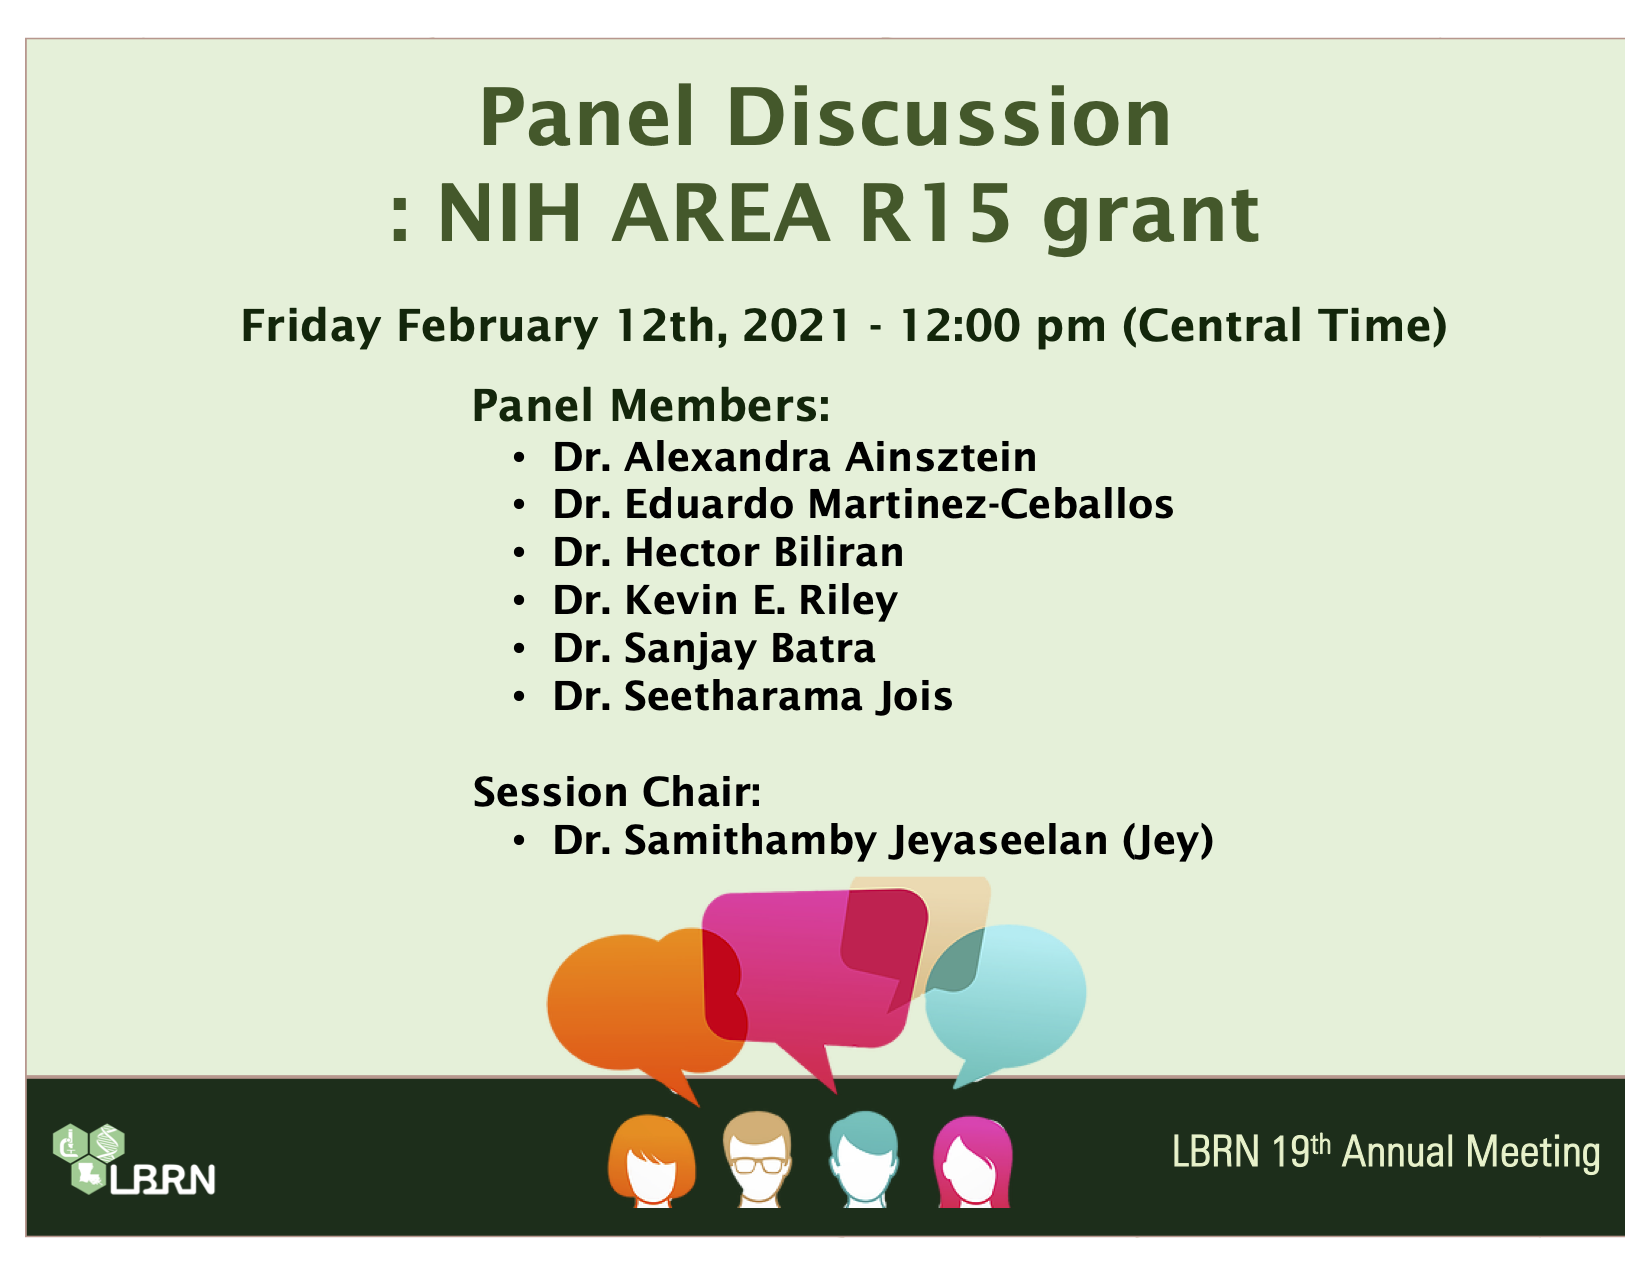 Panel Discussion
: NIH AREA R15 grant
Friday February 12th, 2021 - 12:00 pm (Central Time)
Panel Members:
• Dr. Alexandra Ainsztein
• Dr. Eduardo Martinez-Ceballos
• Dr. Hector Biliran
• Dr. Kevin E. Riley
• Dr. Sanjay Batra
• Dr. Seetharama Jois
Session Chair:
• Dr. Samithamby Jeyaseelan (Jey)
LBRN
LBRN 19th Annual Meeting